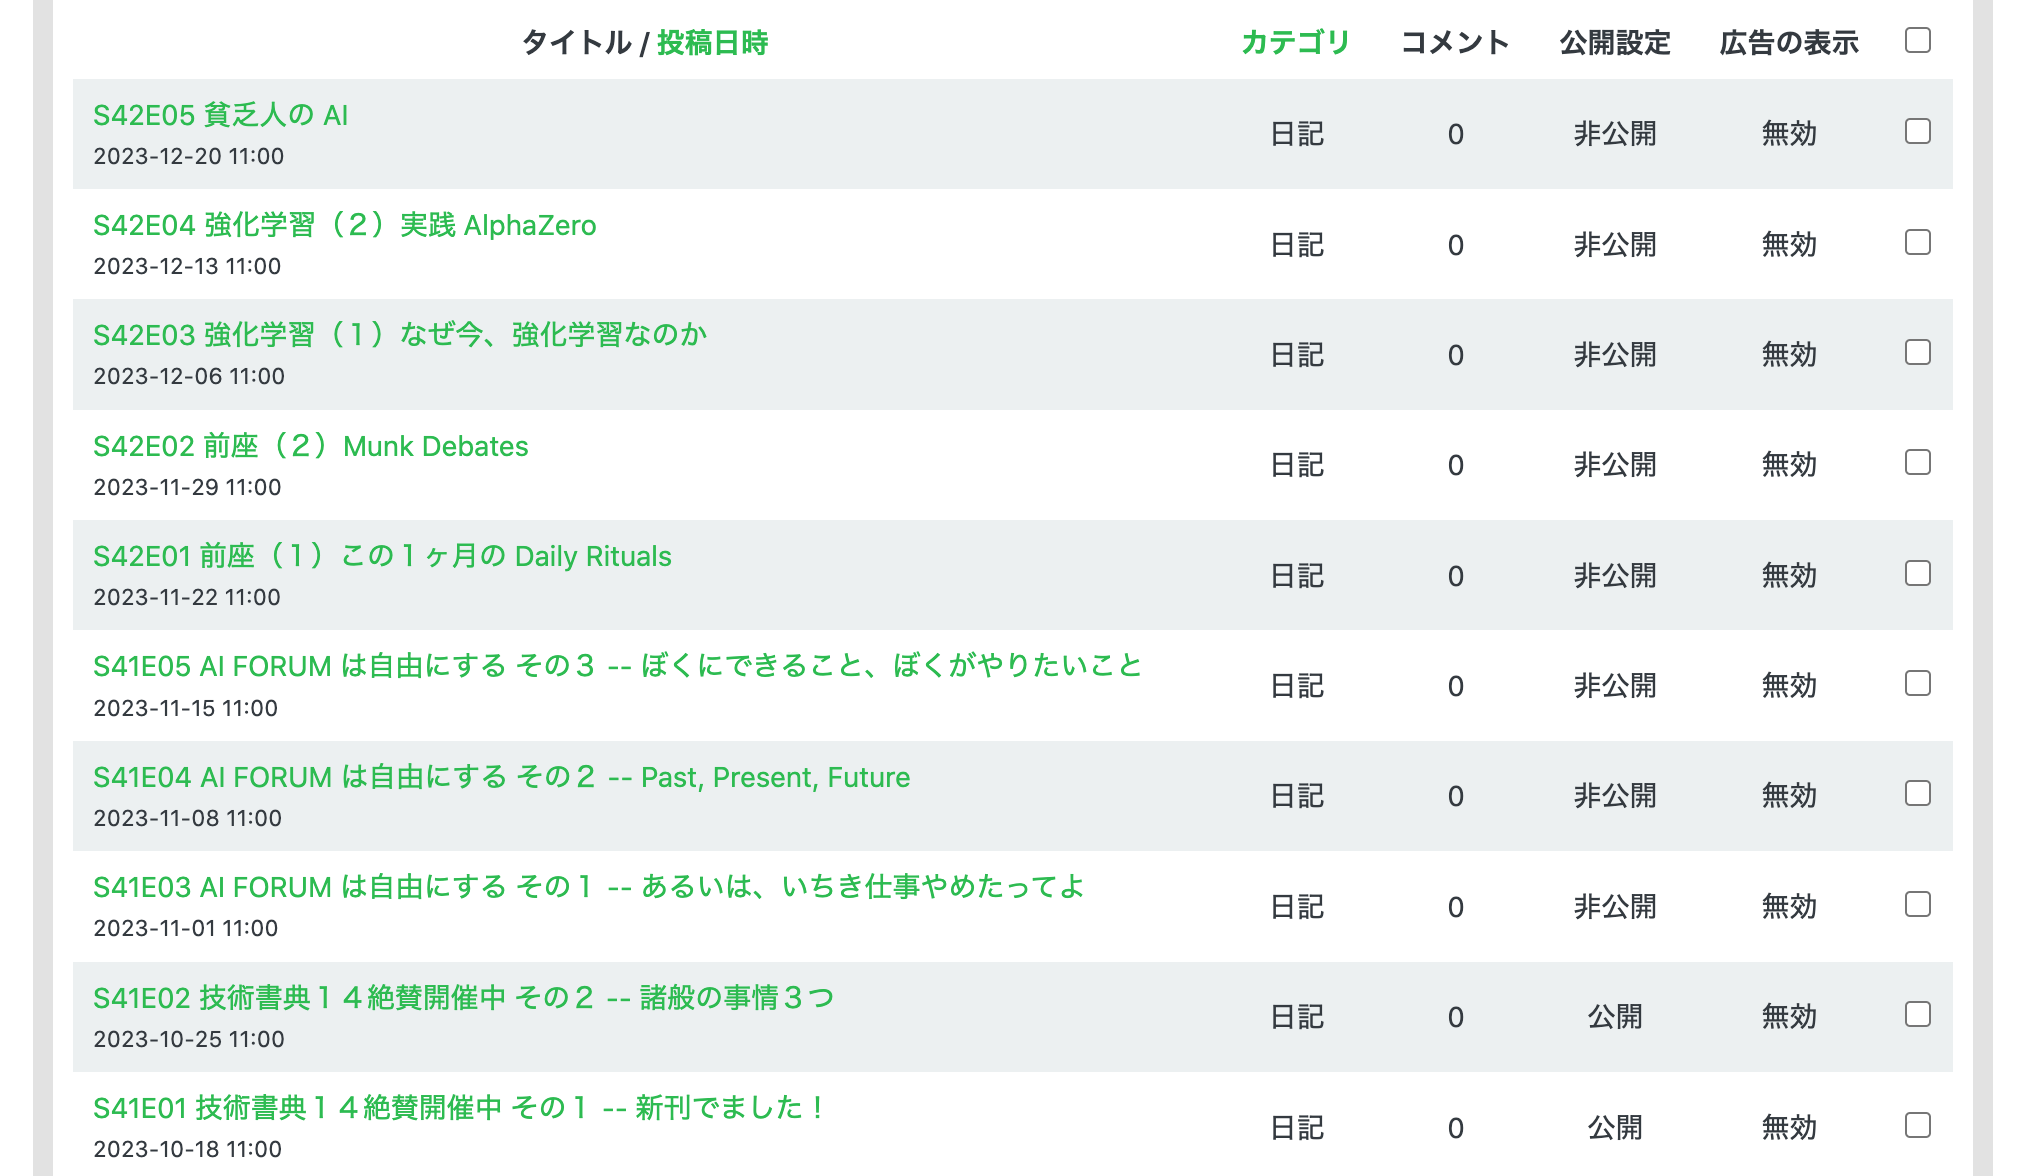 タイトル / 投稿日時 カテゴリ コメント 公開設定 広告の表示
S42E05 貧乏人の AI
2023-12-20 11:00
日記 0 非公開 無効
S42E04 強化学習（２）実践 AlphaZero
2023-12-13 11:00
日記 0 非公開 無効
S42E03 強化学習（１）なぜ今、強化学習なのか
2023-12-06 11:00
日記 0 非公開 無効
S42E02 前座（２）Munk Debates
2023-11-29 11:00
日記 0 非公開 無効
S42E01 前座（１）この１ヶ月の Daily Rituals
2023-11-22 11:00
日記 0 非公開 無効
S41E05 AI FORUM は自由にする その３ -- ぼくにできること、ぼくがやりたいこと
2023-11-15 11:00
日記 0 非公開 無効
S41E04 AI FORUM は自由にする その２ -- Past, Present, Future
2023-11-08 11:00
日記 0 非公開 無効
S41E03 AI FORUM は自由にする その１ -- あるいは、いちき仕事やめたってよ
2023-11-01 11:00
日記 0 非公開 無効
S41E02 技術書典１４絶賛開催中 その２ -- 諸般の事情３つ
2023-10-25 11:00
日記 0 公開 無効
S41E01 技術書典１４絶賛開催中 その１ -- 新刊でました！
2023-10-18 11:00
日記 0 公開 無効